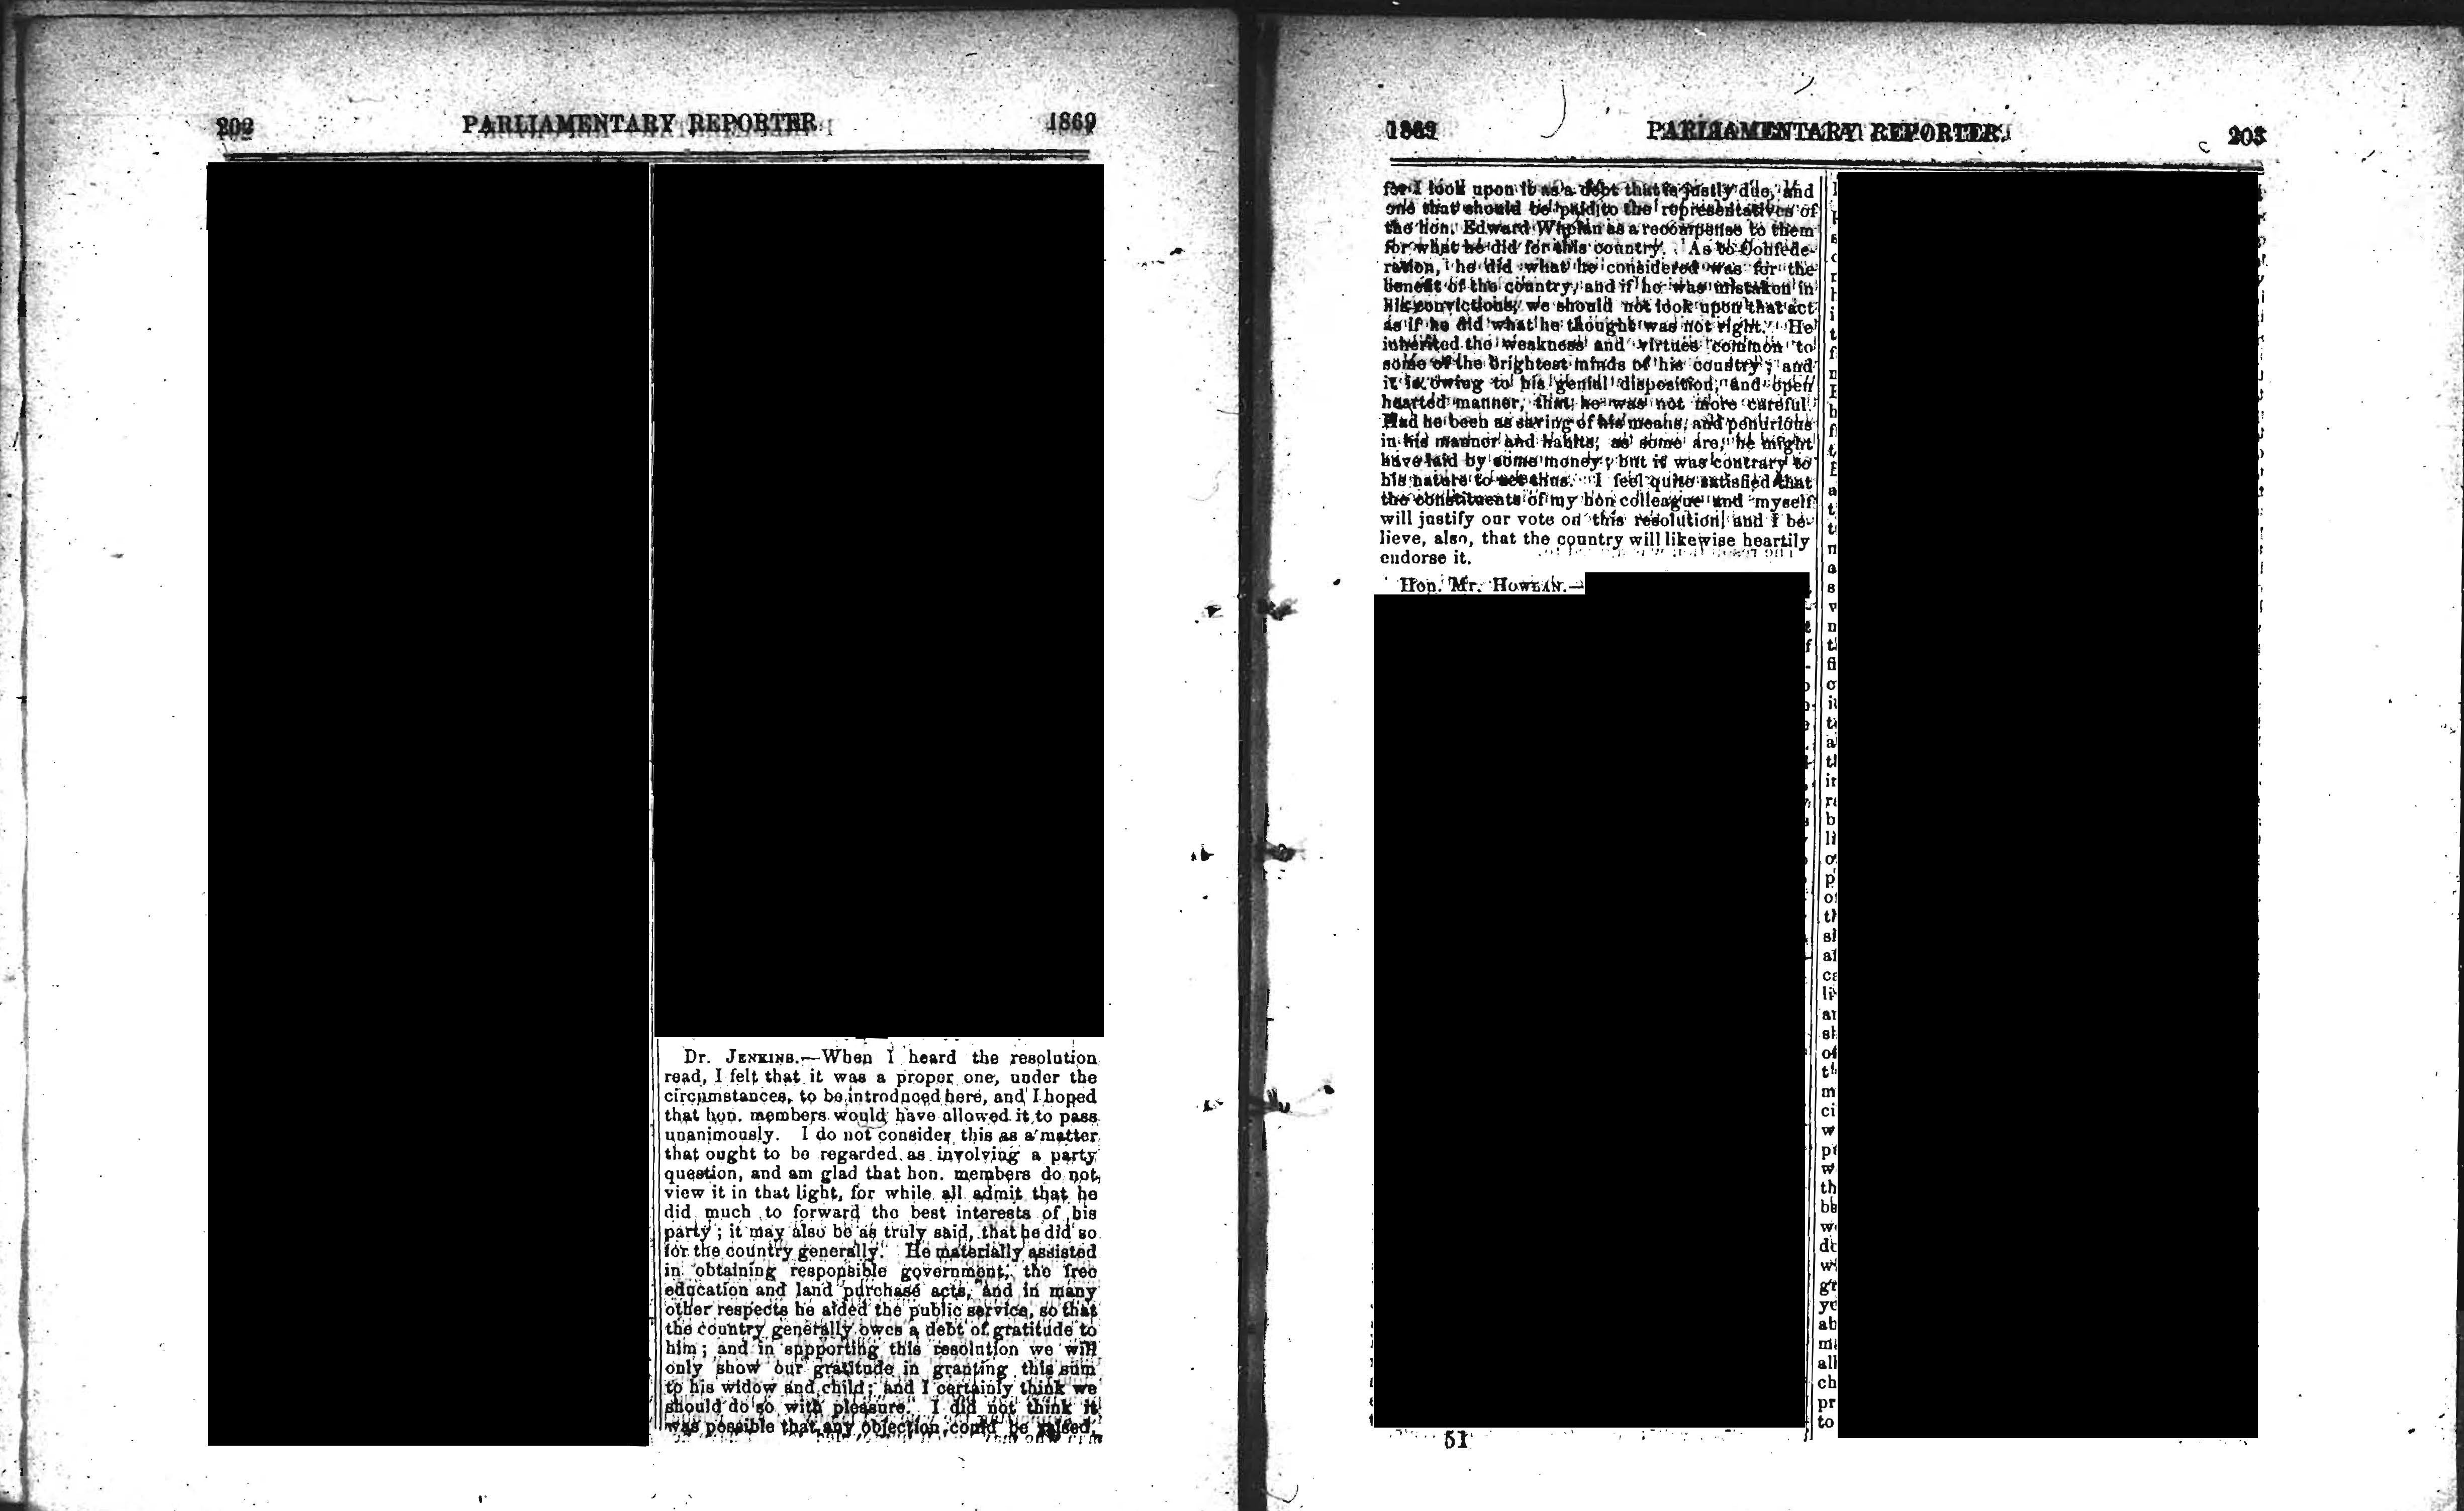 202 PARLIAMENTARY REPORTER 1869
Dr. JENKINS.—When I heard the resolution
read, I felt that it was a proper one, under the
circumstances, to be introduced here, and I hoped
that hon. members would have allowed it to pass
unanimously. I do not consider this as a matter
that ought to be regarded as involving a party
question, and am glad that hon. members do not
view it in that light, for while all admit that he
did much to forward the best interests of his
party; it may also be as truly said, that he did so
for the country generally. He materially assisted
in obtaining responsible government, the free
education and land purchase acts, and in many
other respects he aided the public service, so that
the country generally owes a debt of gratitude to
him; and in supporting this resolution we will
only show our gratitude in granting this sum
to his widow and child; and I certainly think we
should do so with pleasure. I did not think it
was possible that any objection could be raised,
1869 PARLIAMENTARY REPORTER. 203
for I look upon it as a debt that is justly due, and
one that should be paid to the representatives of
the hon. Edward Whelan as a recompense to them
for what he did for this country. As to Confede-
ration, he did what he considered was for the
benefit of the country, and if he was mistaken in
his convictions, we should not look upon that act
as if he did what he thought was not right. He
inherited the weakness and virtues common to
some of the brightest minds of his country; and
it is owing to his genial disposition, and open
hearted manner, that he was not more careful.
Had he been as saving of his means, and penurious
in his manner and habits, as some are, he might
have laid by some money; but it was contrary to
his nature to act thus. I feel quite satisfied that
the constituents of my hon colleague and myself
will justify our vote on this resolution, and I be-
lieve, also, that the country will likewise heartily
endorse it.
Hon. Mr. HOWLAN.—
51